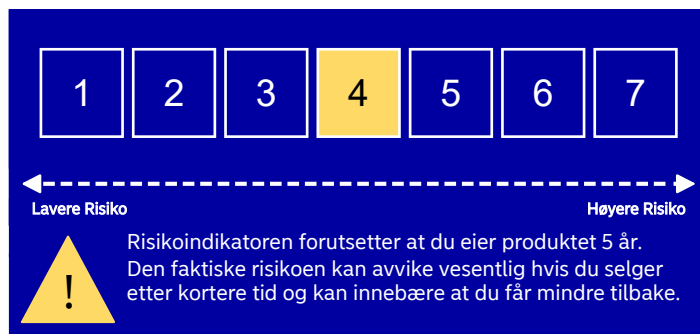 1 2 3 4 5 6 7
Lavere Risiko Høyere Risiko
! Risikoindikatoren forutsetter at du eier produktet 5 år.
Den faktiske risikoen kan avvike vesentlig hvis du selger
etter kortere tid og kan innebære at du får mindre tilbake.